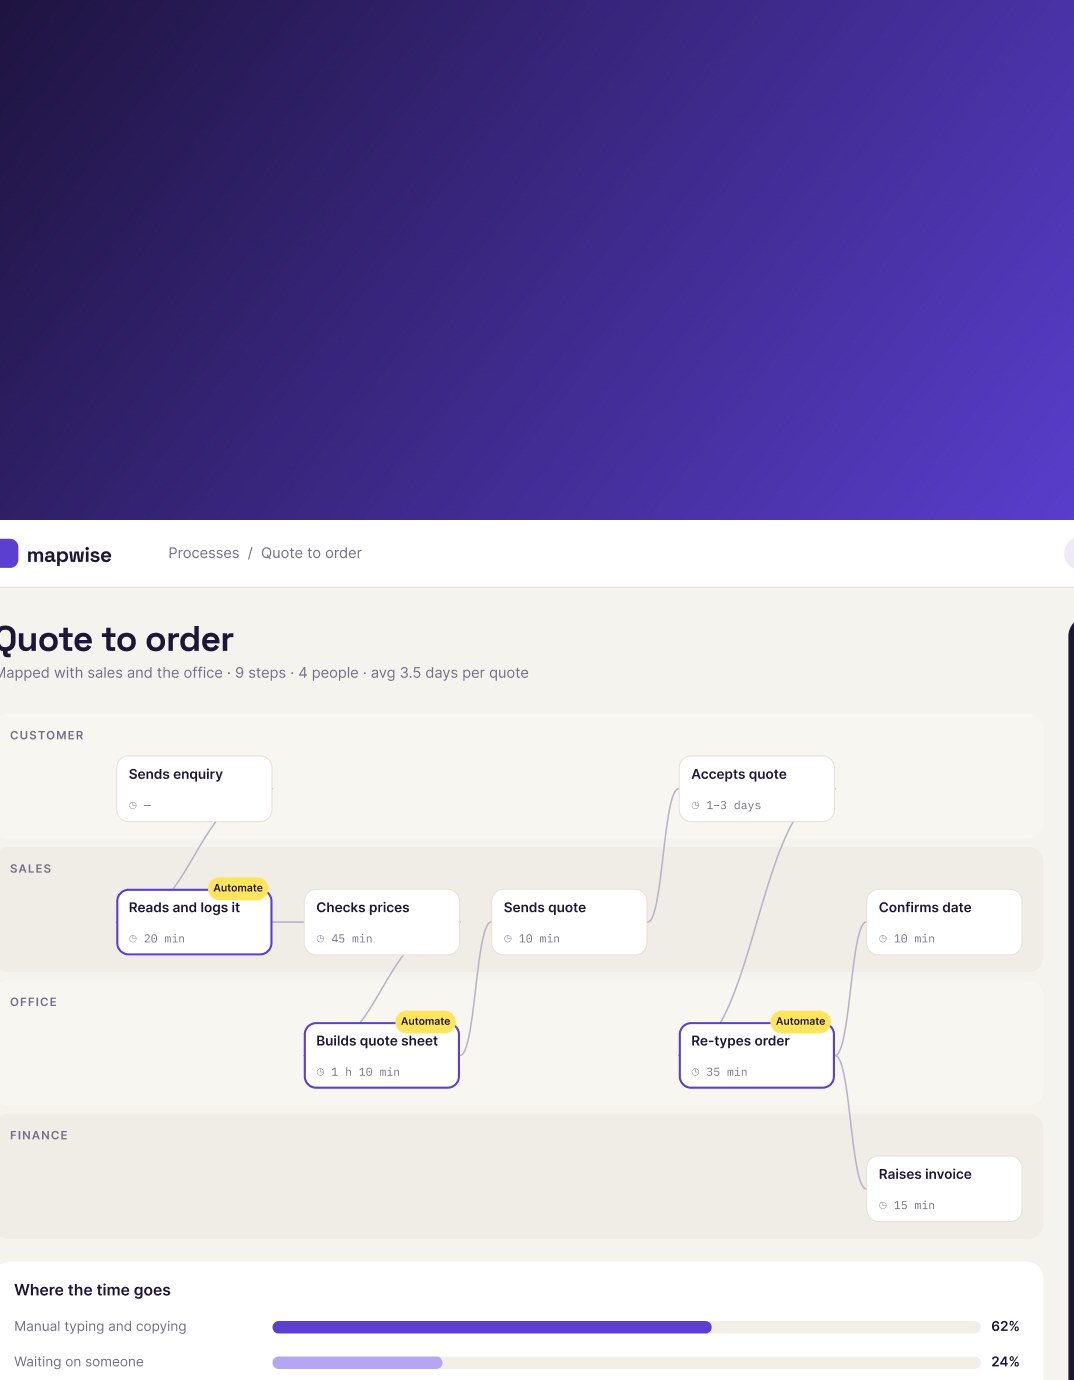 mapwise
Processes / Quote to order
Quote to order
Mapped with sales and the office · 9 steps · 4 people · avg 3.5 days per quote
CUSTOMER
Sends enquiry
–
Accepts quote
1–3 days
SALES
Automate
Reads and logs it
20 min
Checks prices
45 min
Sends quote
10 min
Confirms date
10 min
OFFICE
Automate
Builds quote sheet
1 h 10 min
Automate
Re-types order
35 min
FINANCE
Raises invoice
15 min
Where the time goes
Manual typing and copying 62%
Waiting on someone 24%